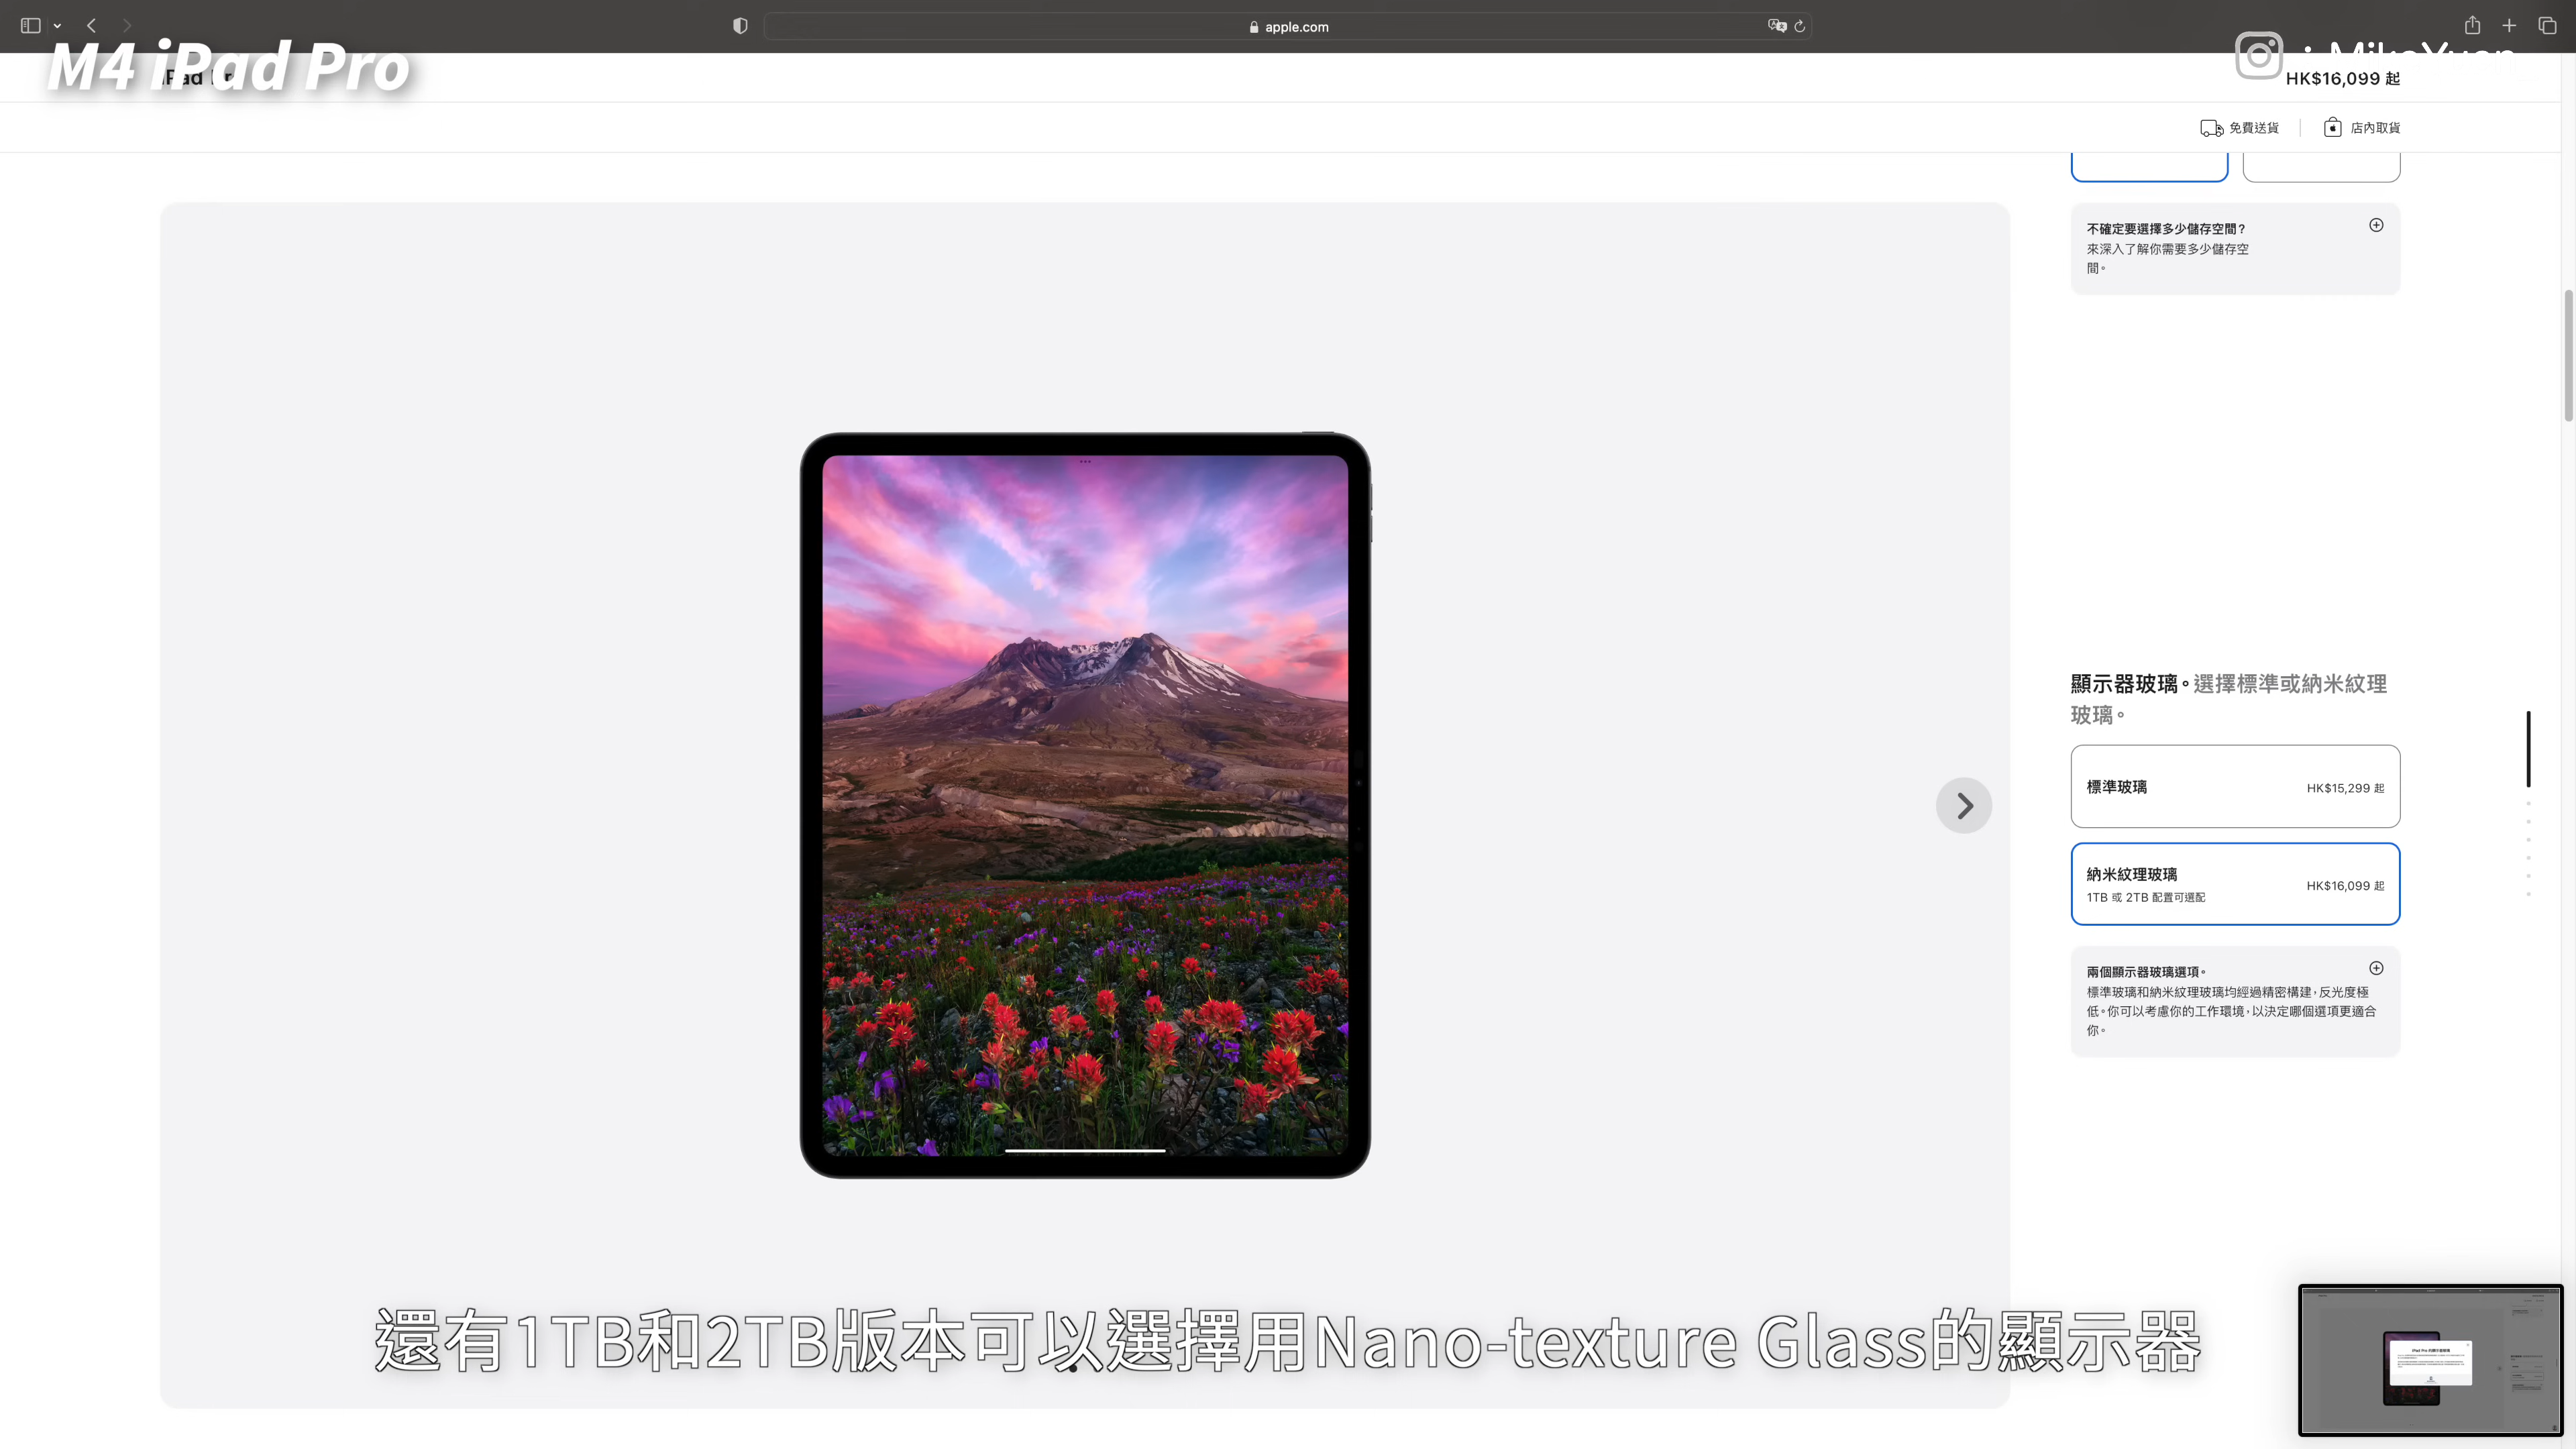 apple.com
M4 iPad Pro
HK$16,099 起
免費送貨
店內取貨
不確定要選擇多少儲存空間？
來深入了解你需要多少儲存空
間。
顯示器玻璃。選擇標準或納米紋理
玻璃。
標準玻璃
HK$15,299 起
納米紋理玻璃
1TB 或 2TB 配置可選配
HK$16,099 起
兩個顯示器玻璃選項。
標準玻璃和納米紋理玻璃均經過精密構建，反光度極
低。你可以考慮你的工作環境，以決定哪個選項更適合
你。
還有1TB和2TB版本可以選擇用Nano-texture Glass的顯示器